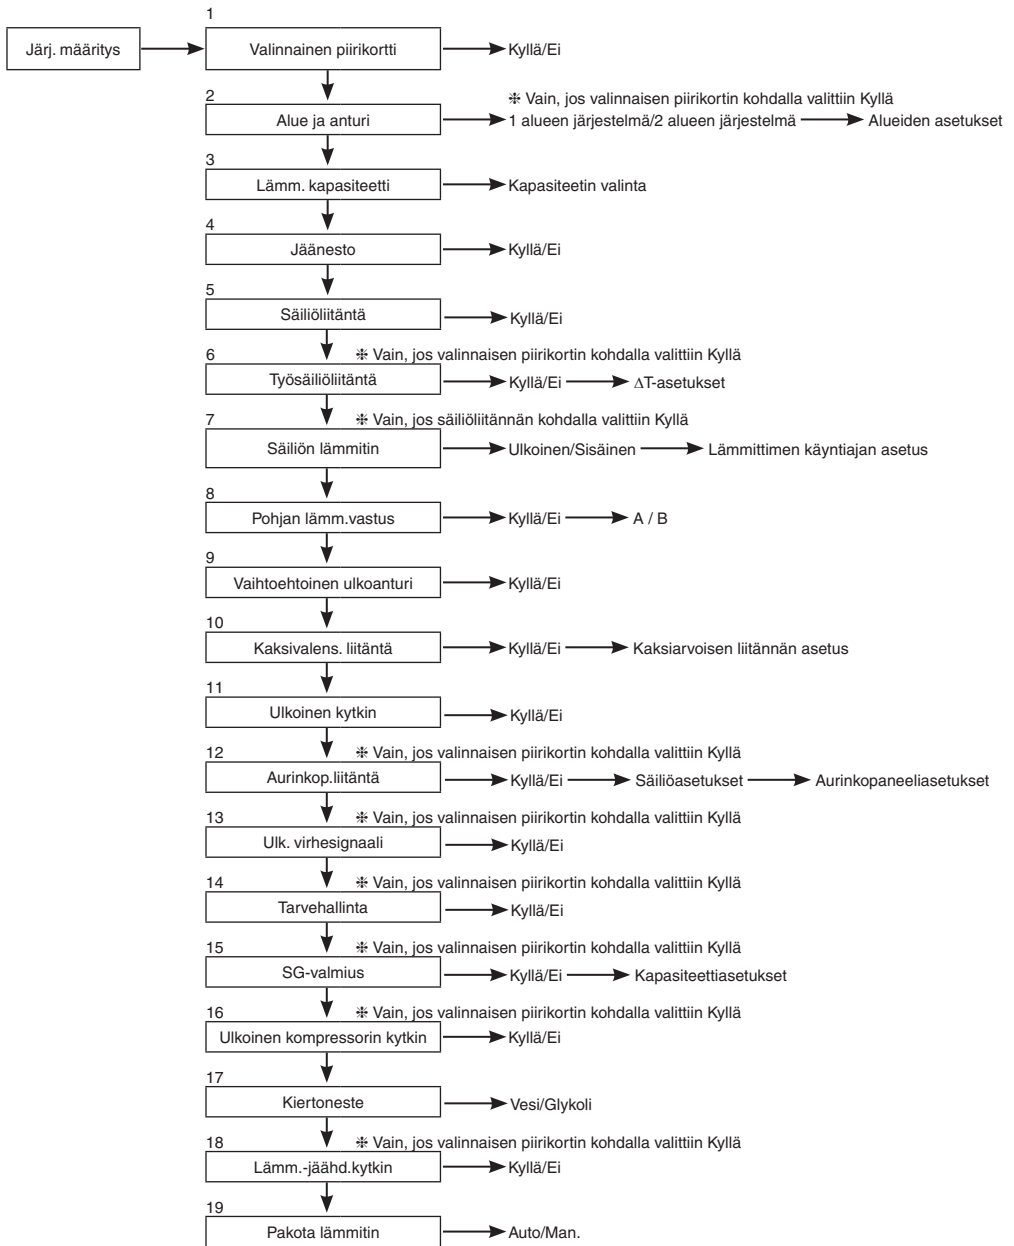 1
Järj. määritys
Valinnainen piirikortti
Kyllä/Ei
2
❉ Vain, jos valinnaisen piirikortin kohdalla valittiin Kyllä
Alue ja anturi
1 alueen järjestelmä/2 alueen järjestelmä
Alueiden asetukset
3
Lämm. kapasiteetti
Kapasiteetin valinta
4
Jäänesto
Kyllä/Ei
5
Säiliöliitäntä
Kyllä/Ei
6
❉ Vain, jos valinnaisen piirikortin kohdalla valittiin Kyllä
Työsäiliöliitäntä
Kyllä/Ei
ΔT-asetukset
7
❉ Vain, jos säiliöliitännän kohdalla valittiin Kyllä
Säiliön lämmitin
Ulkoinen/Sisäinen
Lämmittimen käyntiajan asetus
8
Pohjan lämm.vastus
Kyllä/Ei
A / B
9
Vaihtoehtoinen ulkoanturi
Kyllä/Ei
10
Kaksivalens. liitäntä
Kyllä/Ei
Kaksiarvoisen liitännän asetus
11
Ulkoinen kytkin
Kyllä/Ei
12
❉ Vain, jos valinnaisen piirikortin kohdalla valittiin Kyllä
Aurinkop.liitäntä
Kyllä/Ei
Säiliöasetukset
Aurinkopaneeliasetukset
13
❉ Vain, jos valinnaisen piirikortin kohdalla valittiin Kyllä
Ulk. virhesignaali
Kyllä/Ei
14
❉ Vain, jos valinnaisen piirikortin kohdalla valittiin Kyllä
Tarvehallinta
Kyllä/Ei
15
❉ Vain, jos valinnaisen piirikortin kohdalla valittiin Kyllä
SG-valmius
Kyllä/Ei
Kapasiteettiasetukset
16
❉ Vain, jos valinnaisen piirikortin kohdalla valittiin Kyllä
Ulkoinen kompressorin kytkin
Kyllä/Ei
17
Kiertoneste
Vesi/Glykoli
18
❉ Vain, jos valinnaisen piirikortin kohdalla valittiin Kyllä
Lämm.-jäähd.kytkin
Kyllä/Ei
19
Pakota lämmitin
Auto/Man.